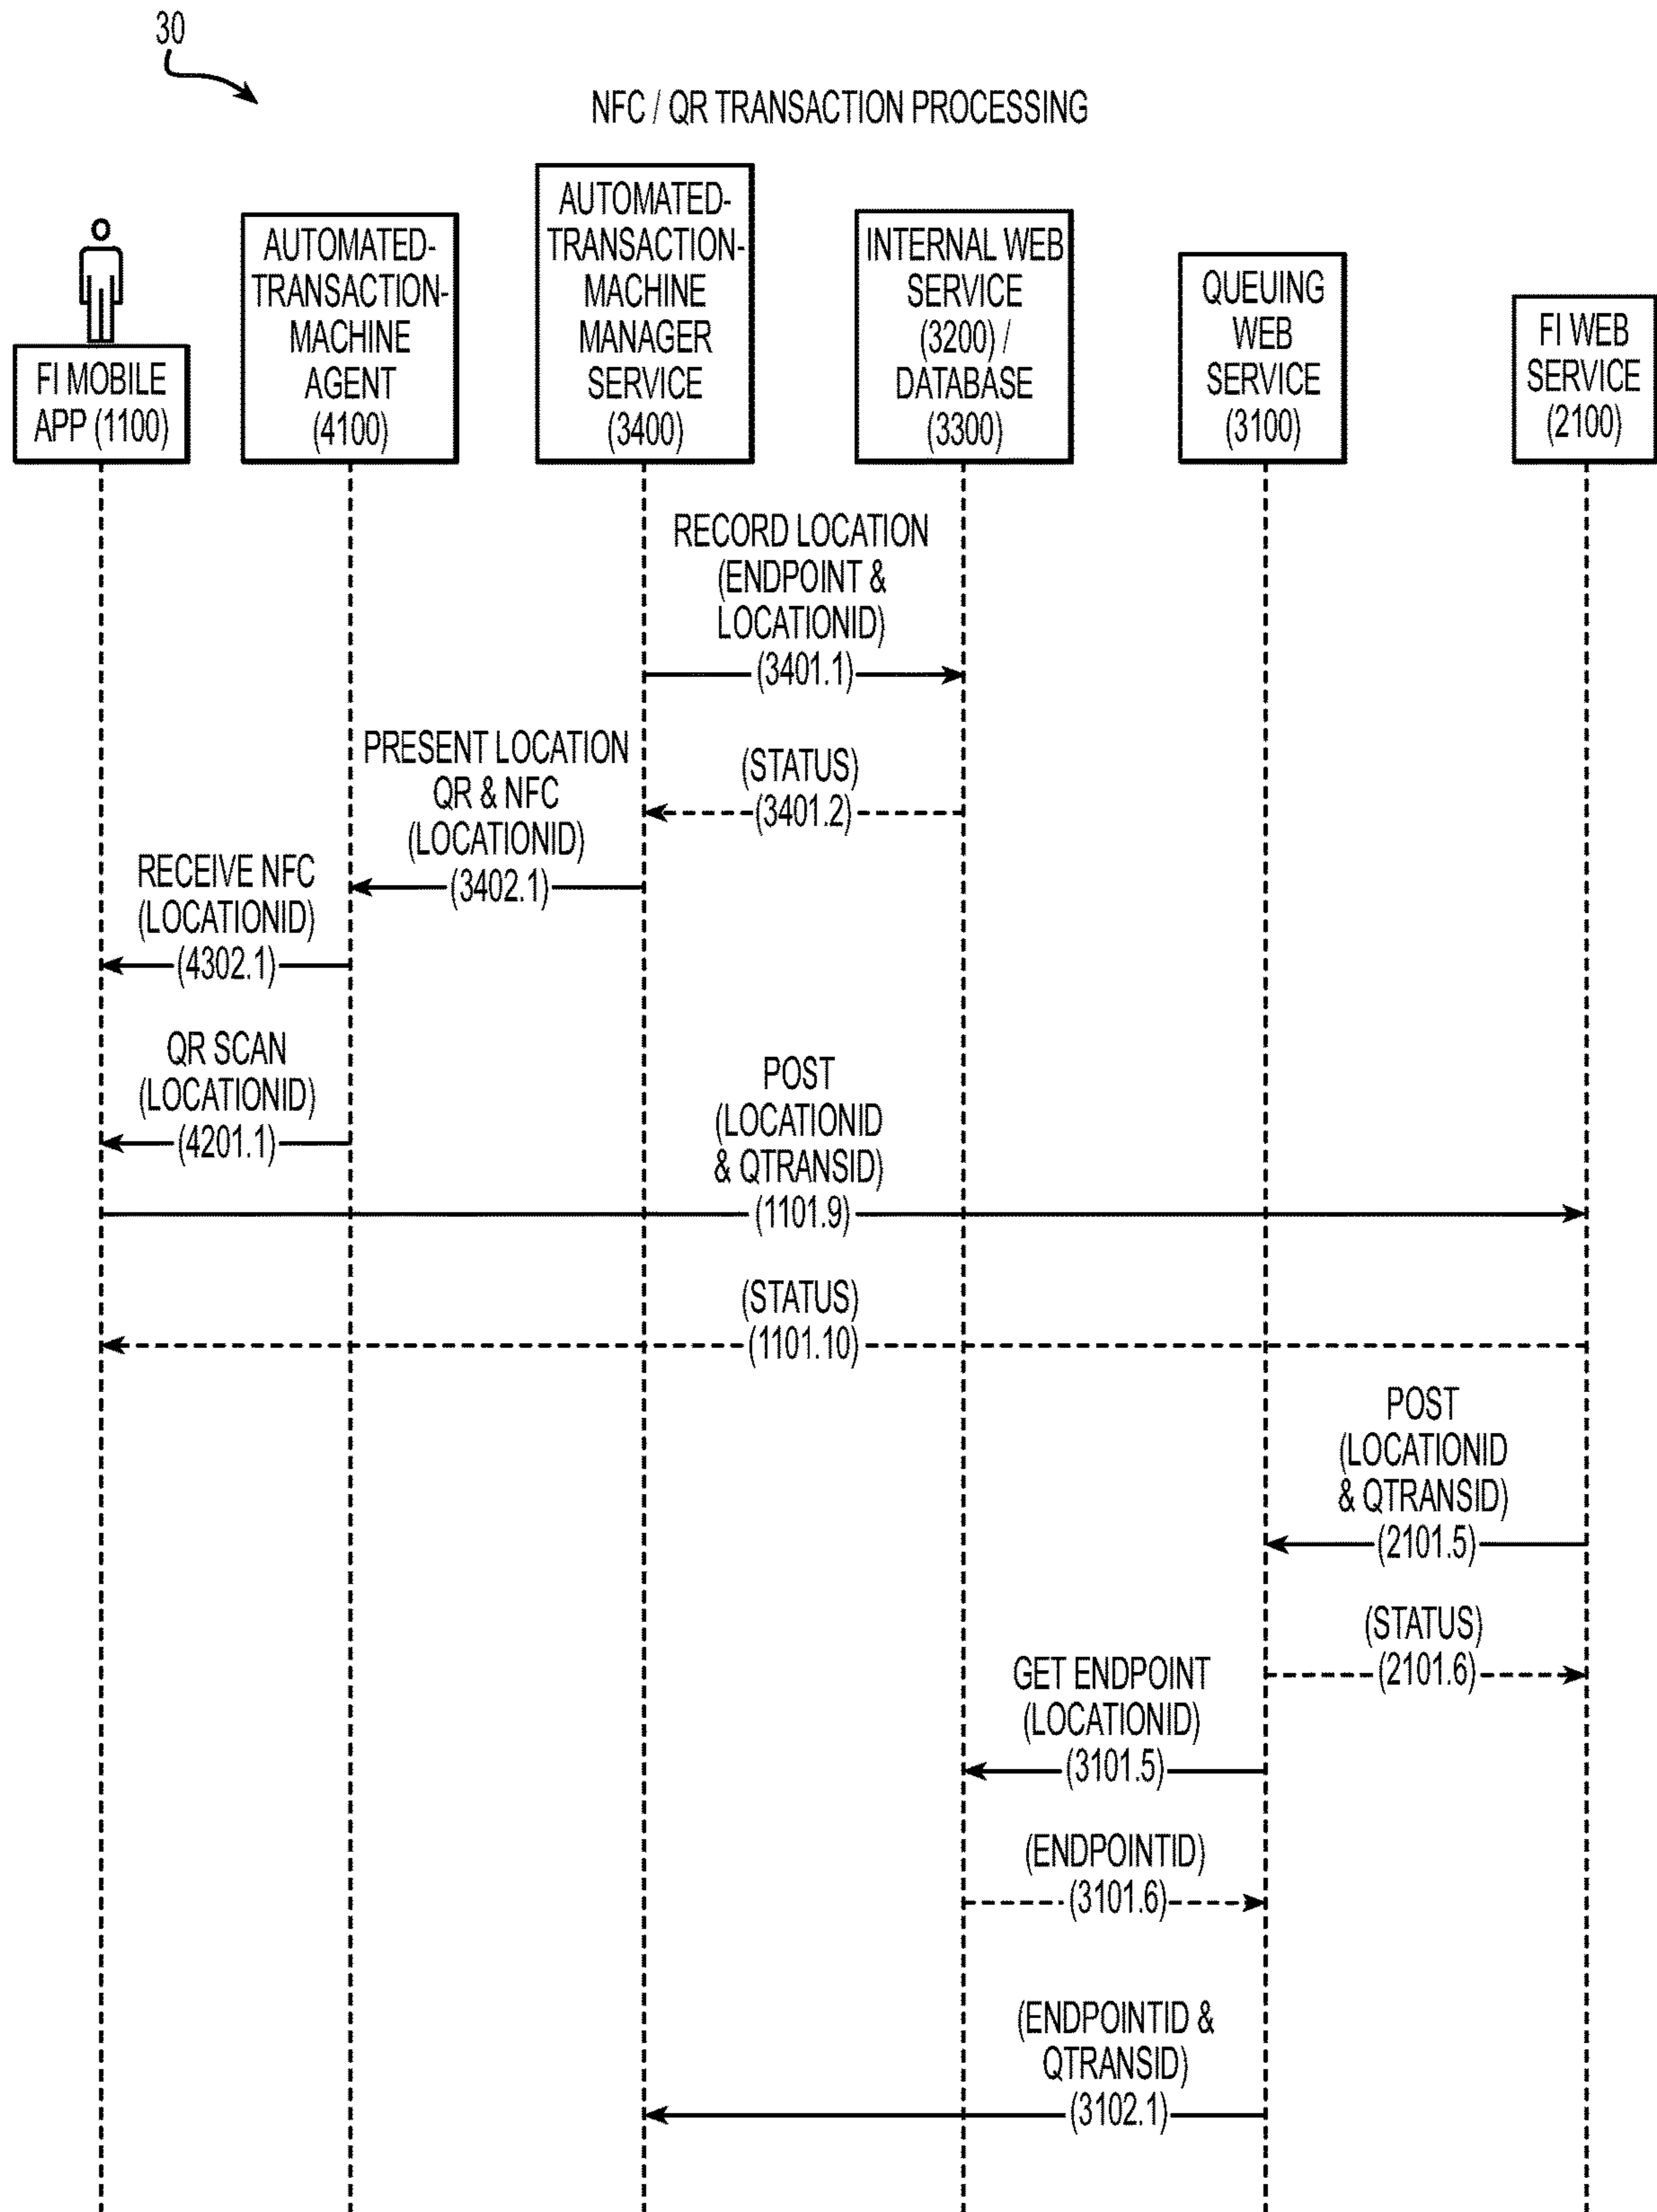 30
NFC / QR TRANSACTION PROCESSING
FI MOBILE
APP (1100)
AUTOMATED-
TRANSACTION-
MACHINE
AGENT
(4100)
AUTOMATED-
TRANSACTION-
MACHINE
MANAGER
SERVICE
(3400)
INTERNAL WEB
SERVICE
(3200) /
DATABASE
(3300)
QUEUING
WEB
SERVICE
(3100)
FI WEB
SERVICE
(2100)
RECORD LOCATION
(ENDPOINT &
LOCATIONID)
(3401.1)
(STATUS)
(3401.2)
PRESENT LOCATION
QR & NFC
(LOCATIONID)
(3402.1)
RECEIVE NFC
(LOCATIONID)
(4302.1)
QR SCAN
(LOCATIONID)
(4201.1)
POST
(LOCATIONID
& QTRANSID)
(1101.9)
(STATUS)
(1101.10)
POST
(LOCATIONID
& QTRANSID)
(2101.5)
(STATUS)
(2101.6)
GET ENDPOINT
(LOCATIONID)
(3101.5)
(ENDPOINTID)
(3101.6)
(ENDPOINTID &
QTRANSID)
(3102.1)